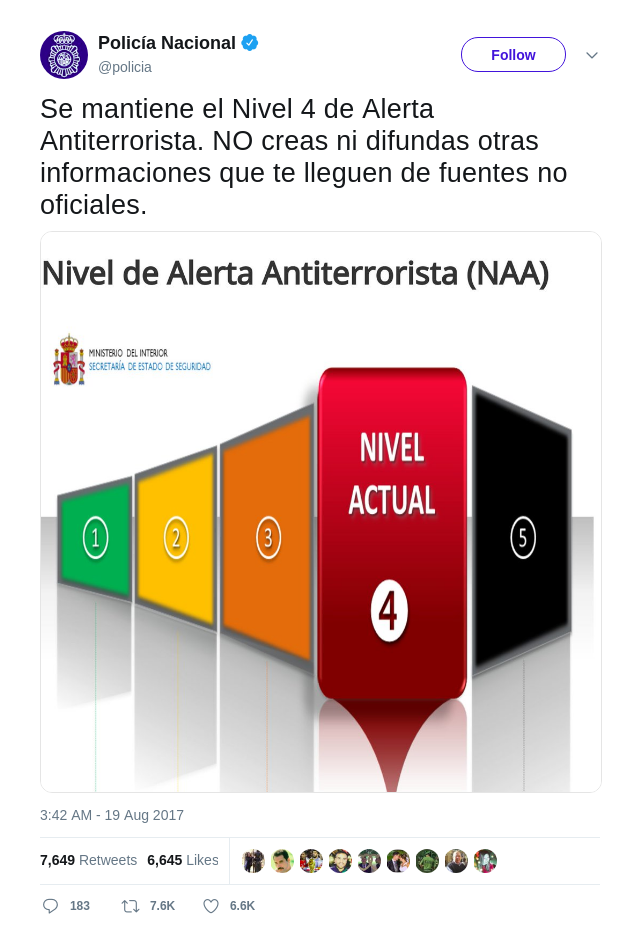 Policía Nacional
@policia
Follow
Se mantiene el Nivel 4 de Alerta
Antiterrorista. NO creas ni difundas otras
informaciones que te lleguen de fuentes no
oficiales.
Nivel de Alerta Antiterrorista (NAA)
MINISTERIO DEL INTERIOR
SECRETARÍA DE ESTADO DE SEGURIDAD
NIVEL
ACTUAL
1 2 3 4 5
3:42 AM - 19 Aug 2017
7,649 Retweets 6,645 Likes
183 7.6K 6.6K